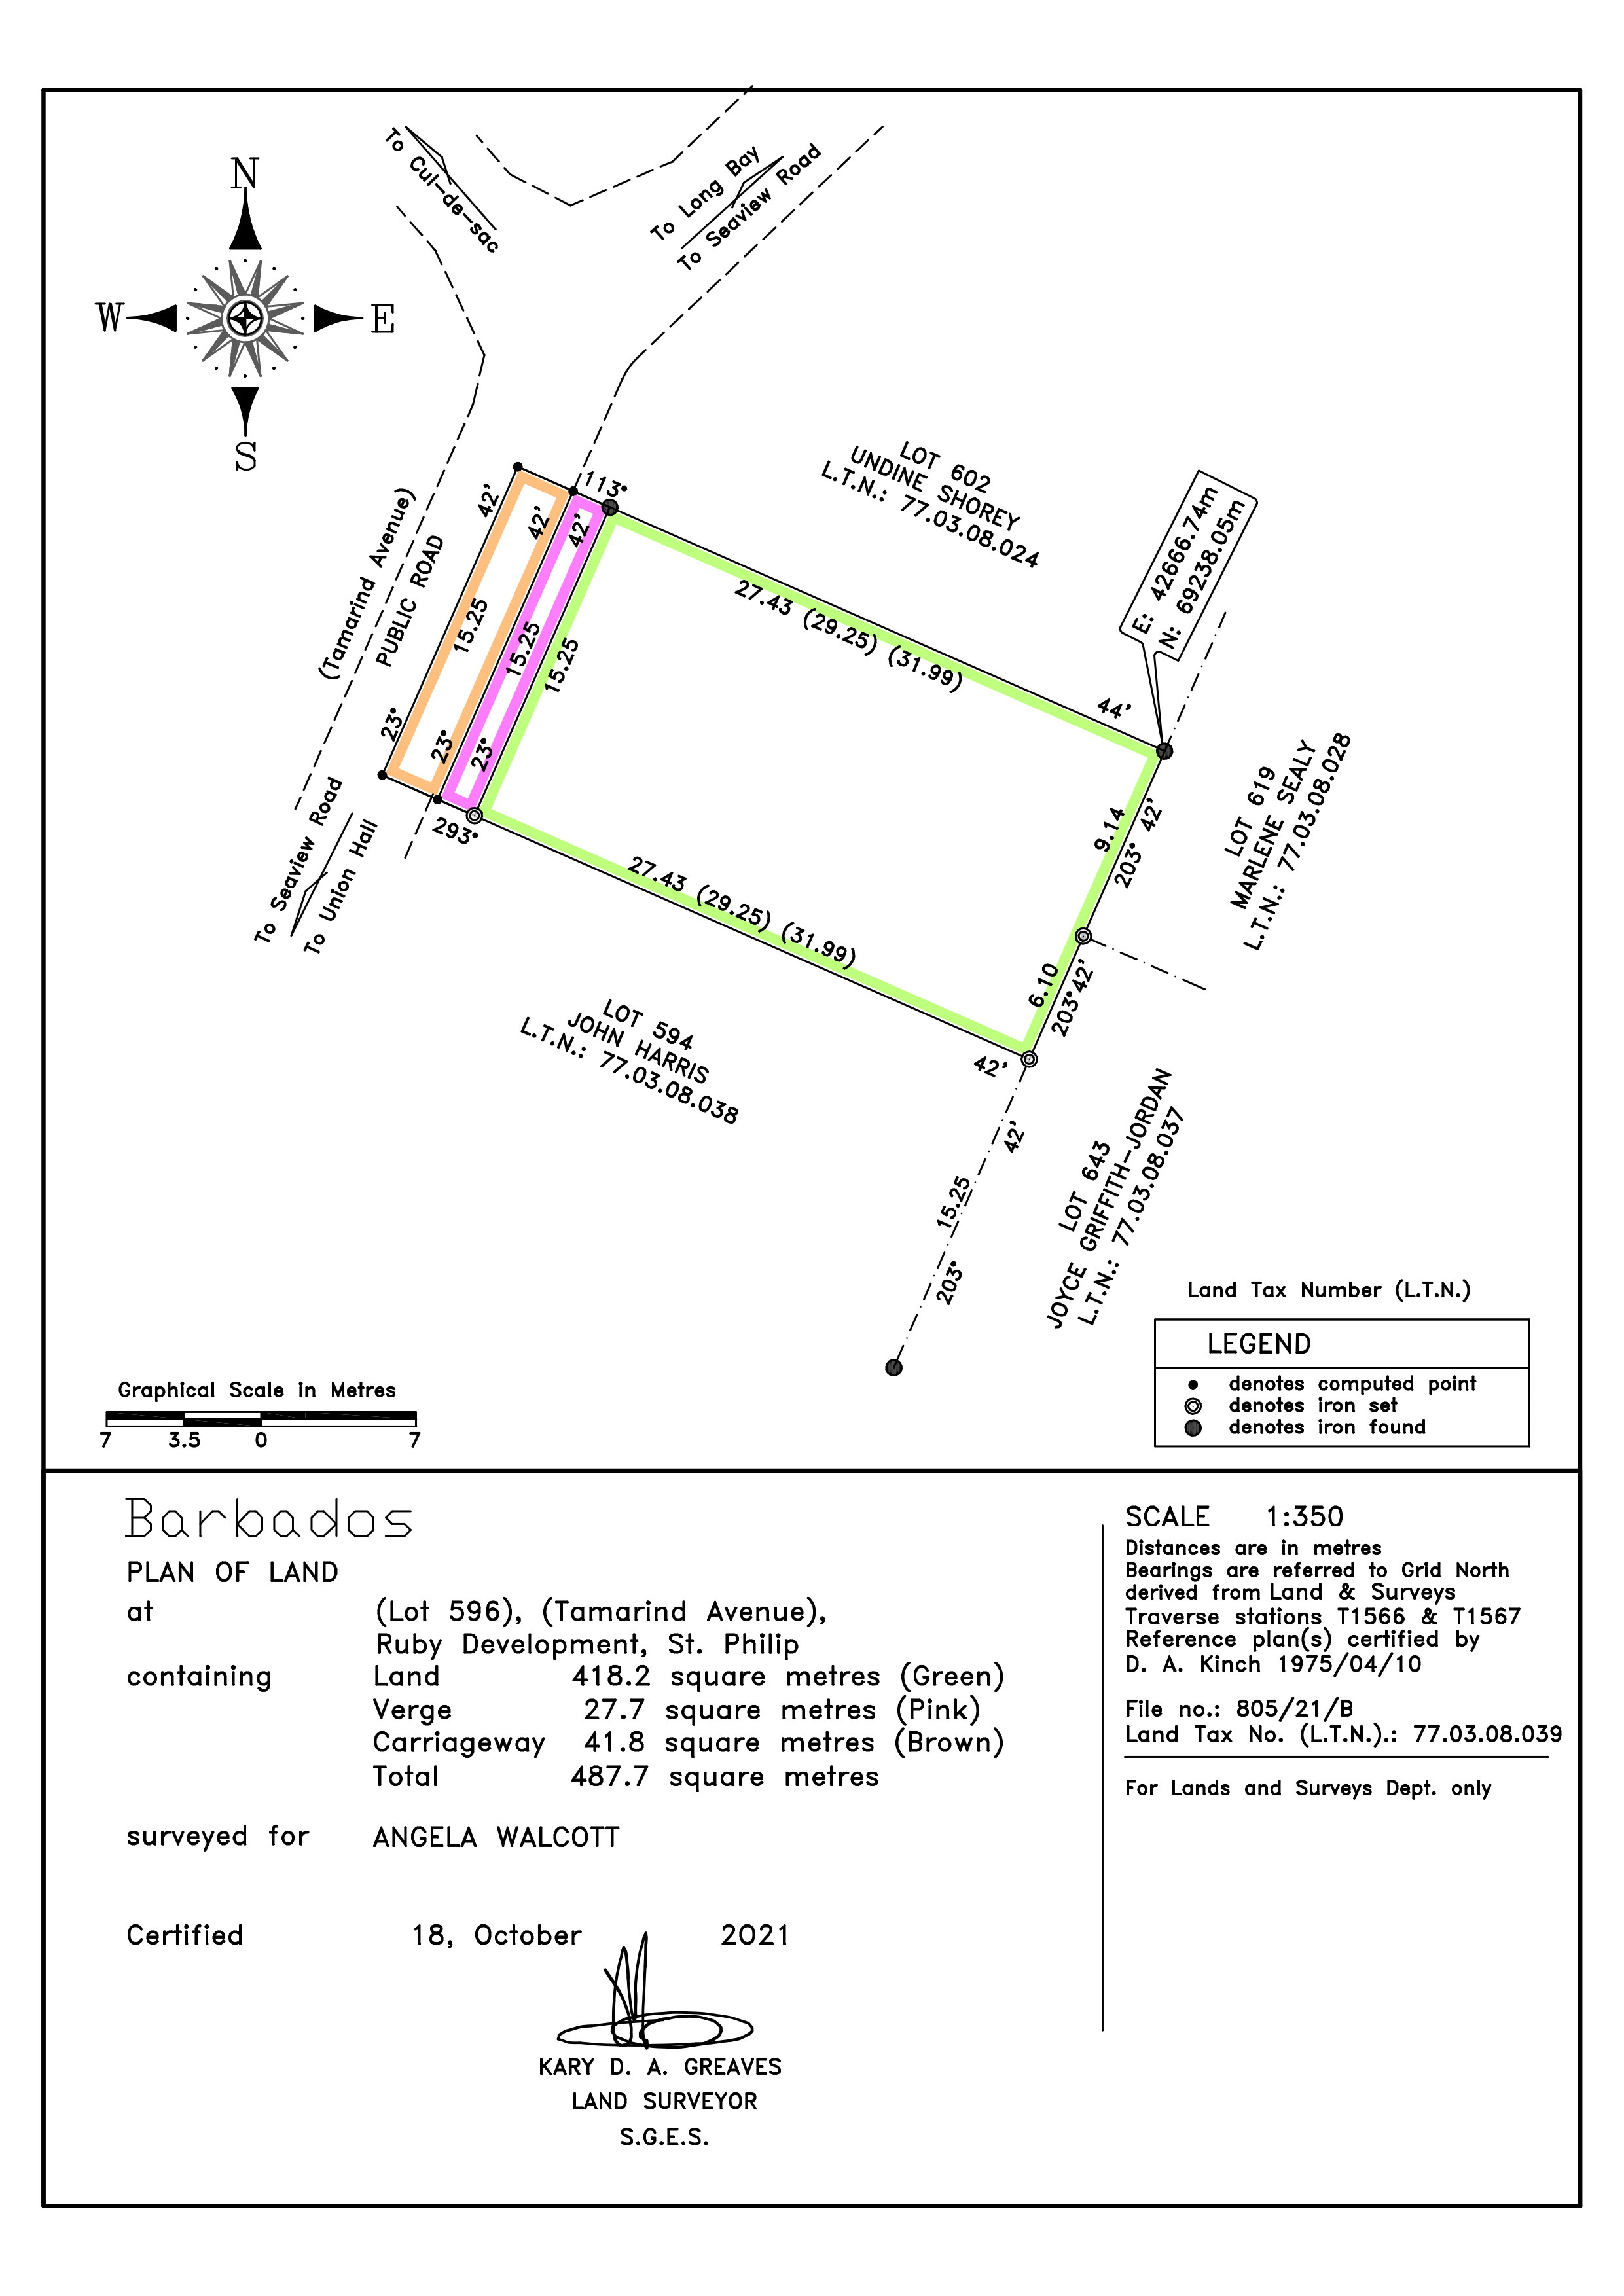 N
W
E
S
To Cul-de-sac
To Long Bay
To Seaview Road
(Tamarind Avenue)
PUBLIC ROAD
To Seaview Road
To Union Hall
42'
15.25
23°
42'
23°
42'
15.25
23°
15.25
113°
27.43 (29.25) (31.99)
44'
LOT 602
UNDINE SHOREY
L.T.N.: 77.03.08.024
E: 42666.74m
N: 69238.05m
9.14
42'
203°
LOT 619
MARLENE SEALY
L.T.N.: 77.03.08.028
6.10
203°42'
293°
27.43 (29.25) (31.99)
42'
LOT 594
JOHN HARRIS
L.T.N.: 77.03.08.038
42'
15.25
203°
LOT 643
JOYCE GRIFFITH-JORDAN
L.T.N.: 77.03.08.037
Land Tax Number (L.T.N.)
LEGEND
denotes computed point
denotes iron set
denotes iron found
Graphical Scale in Metres
7 3.5 0 7
Barbados
PLAN OF LAND
at (Lot 596), (Tamarind Avenue),
Ruby Development, St. Philip
containing Land 418.2 square metres (Green)
Verge 27.7 square metres (Pink)
Carriageway 41.8 square metres (Brown)
Total 487.7 square metres
surveyed for ANGELA WALCOTT
Certified 18, October 2021
KARY D. A. GREAVES
LAND SURVEYOR
S.G.E.S.
SCALE 1:350
Distances are in metres
Bearings are referred to Grid North
derived from Land & Surveys
Traverse stations T1566 & T1567
Reference plan(s) certified by
D. A. Kinch 1975/04/10
File no.: 805/21/B
Land Tax No. (L.T.N.).: 77.03.08.039
For Lands and Surveys Dept. only